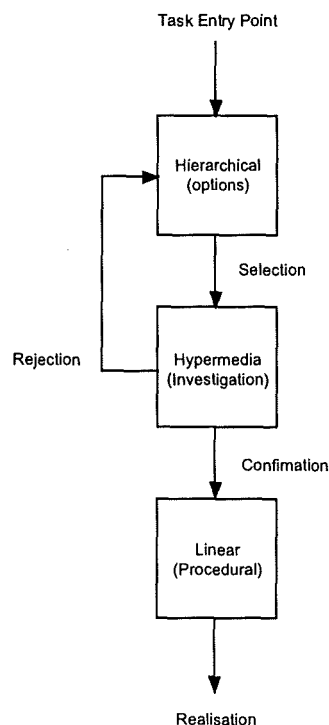 Task Entry Point
Hierarchical
(options)
Selection
Rejection
Hypermedia
(Investigation)
Confimation
Linear
(Procedural)
Realisation